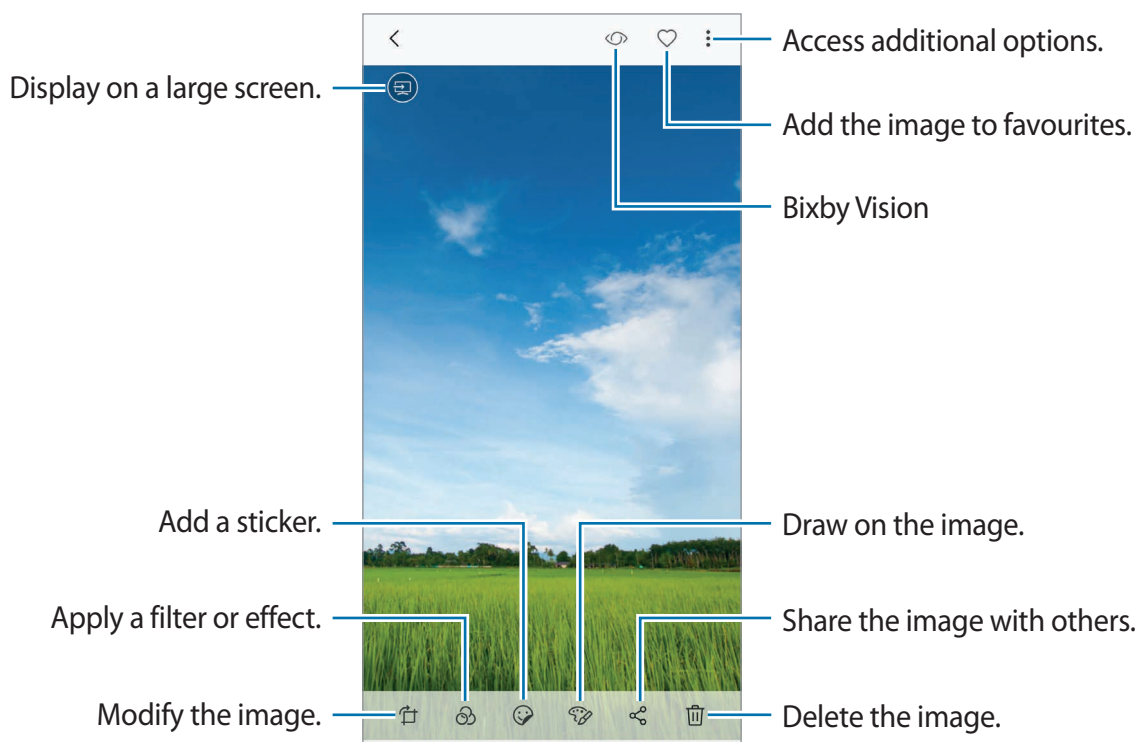 Access additional options.
Display on a large screen.
Add the image to favourites.
Bixby Vision
Add a sticker.
Draw on the image.
Apply a filter or effect.
Share the image with others.
Modify the image.
Delete the image.